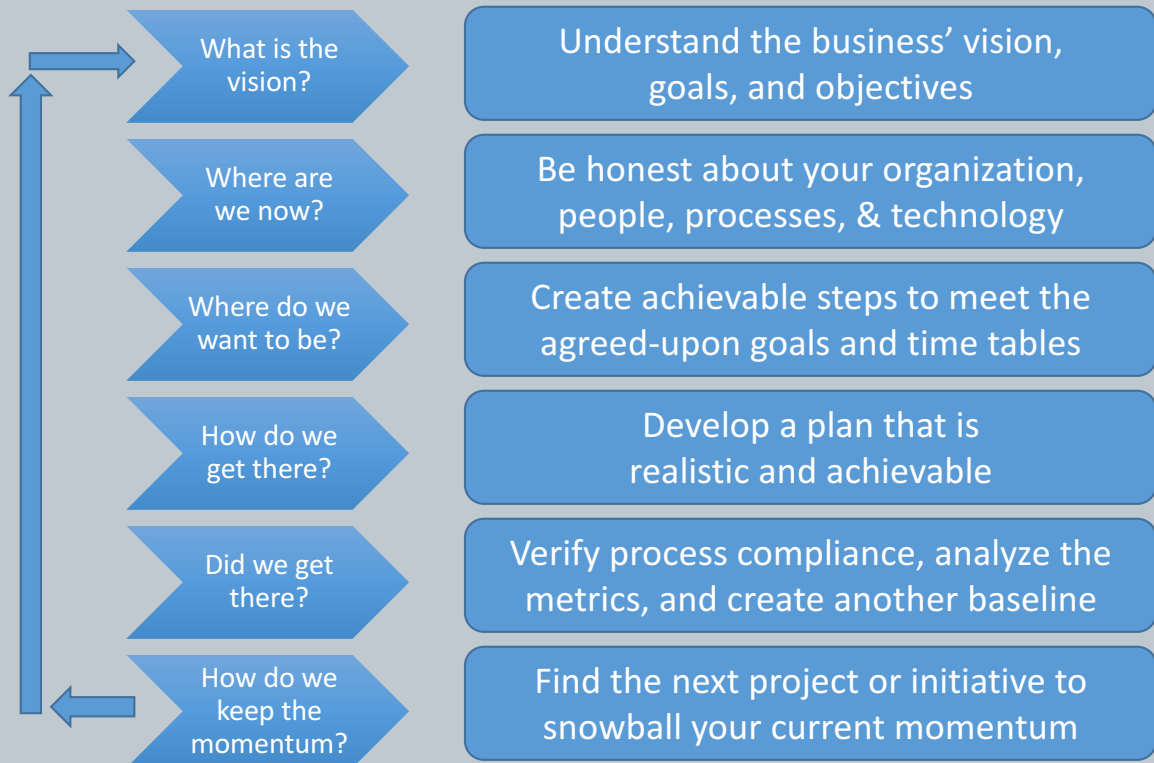 What is the
vision?
Understand the business’ vision,
goals, and objectives
Where are
we now?
Be honest about your organization,
people, processes, & technology
Where do we
want to be?
Create achievable steps to meet the
agreed-upon goals and time tables
How do we
get there?
Develop a plan that is
realistic and achievable
Did we get
there?
Verify process compliance, analyze the
metrics, and create another baseline
How do we
keep the
momentum?
Find the next project or initiative to
snowball your current momentum